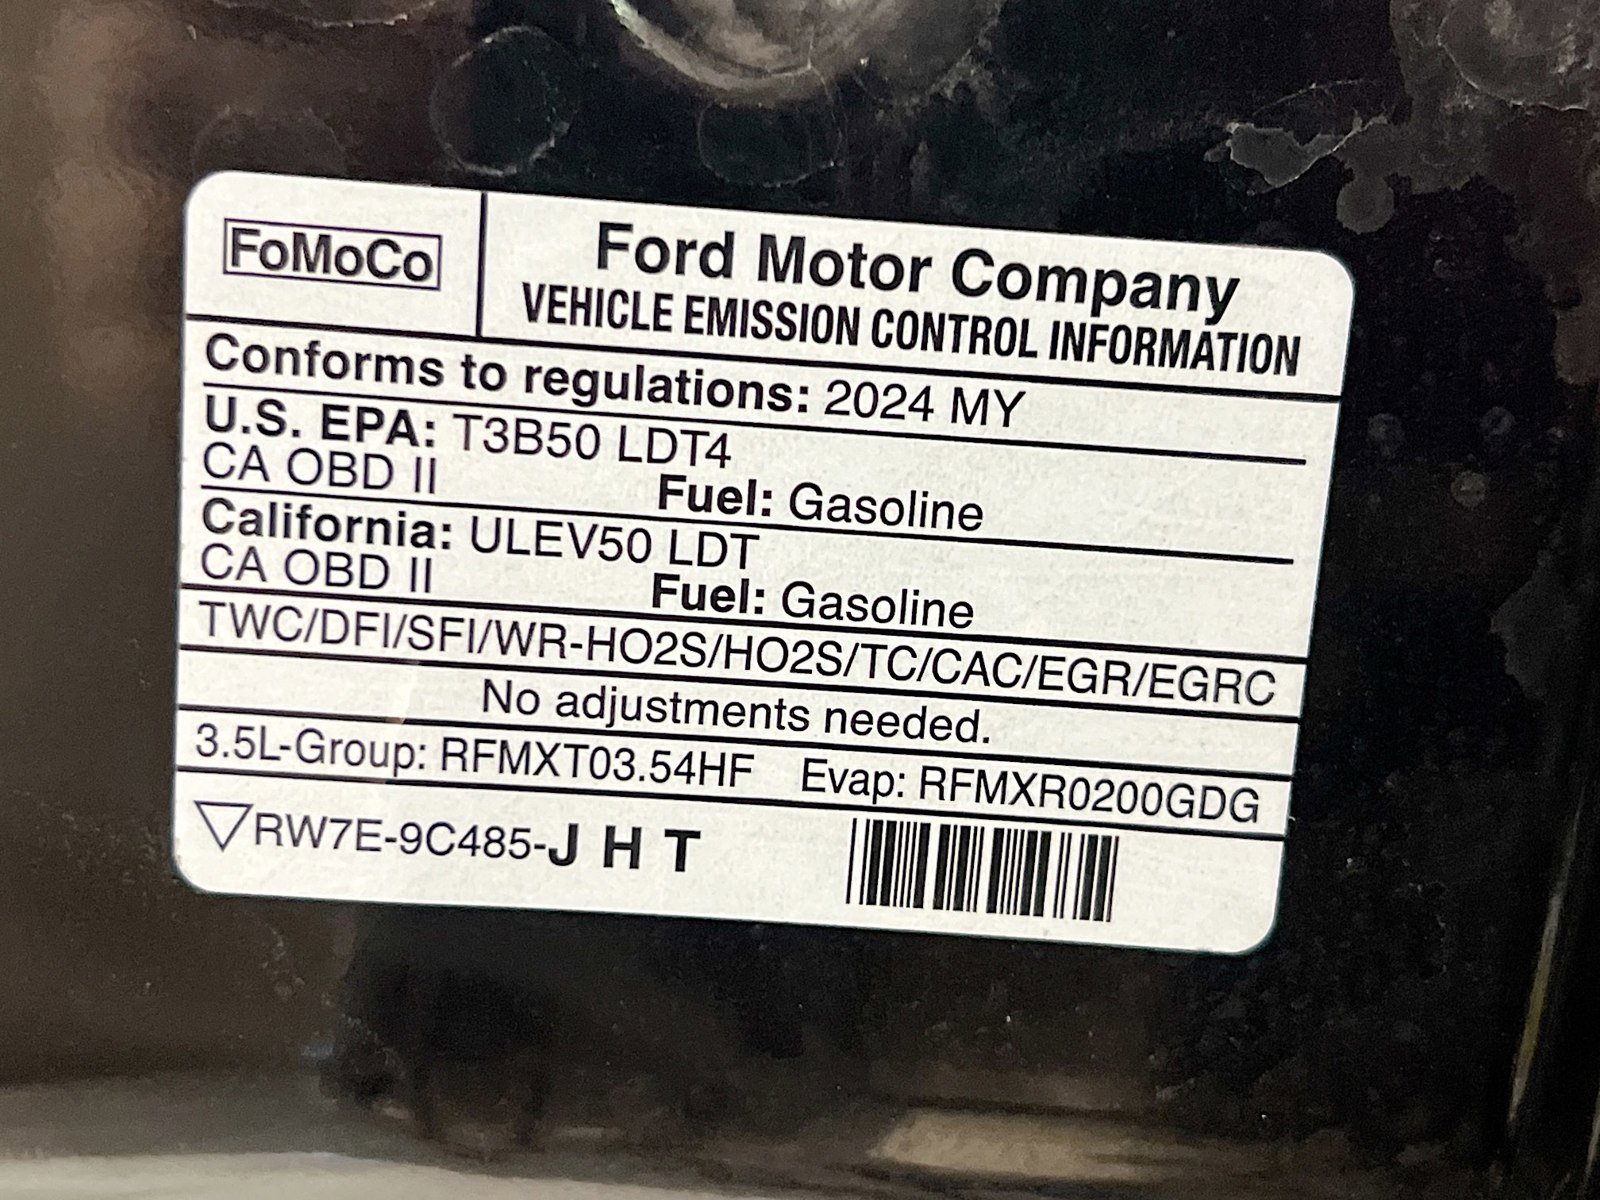 FoMoCo
Ford Motor Company
VEHICLE EMISSION CONTROL INFORMATION
Conforms to regulations: 2024 MY
U.S. EPA: T3B50 LDT4
CA OBD II Fuel: Gasoline
California: ULEV50 LDT
CA OBD II Fuel: Gasoline
TWC/DFI/SFI/WR-HO2S/HO2S/TC/CAC/EGR/EGRC
No adjustments needed.
3.5L-Group: RFMXT03.54HF Evap: RFMXR0200GDG
RW7E-9C485-J H T